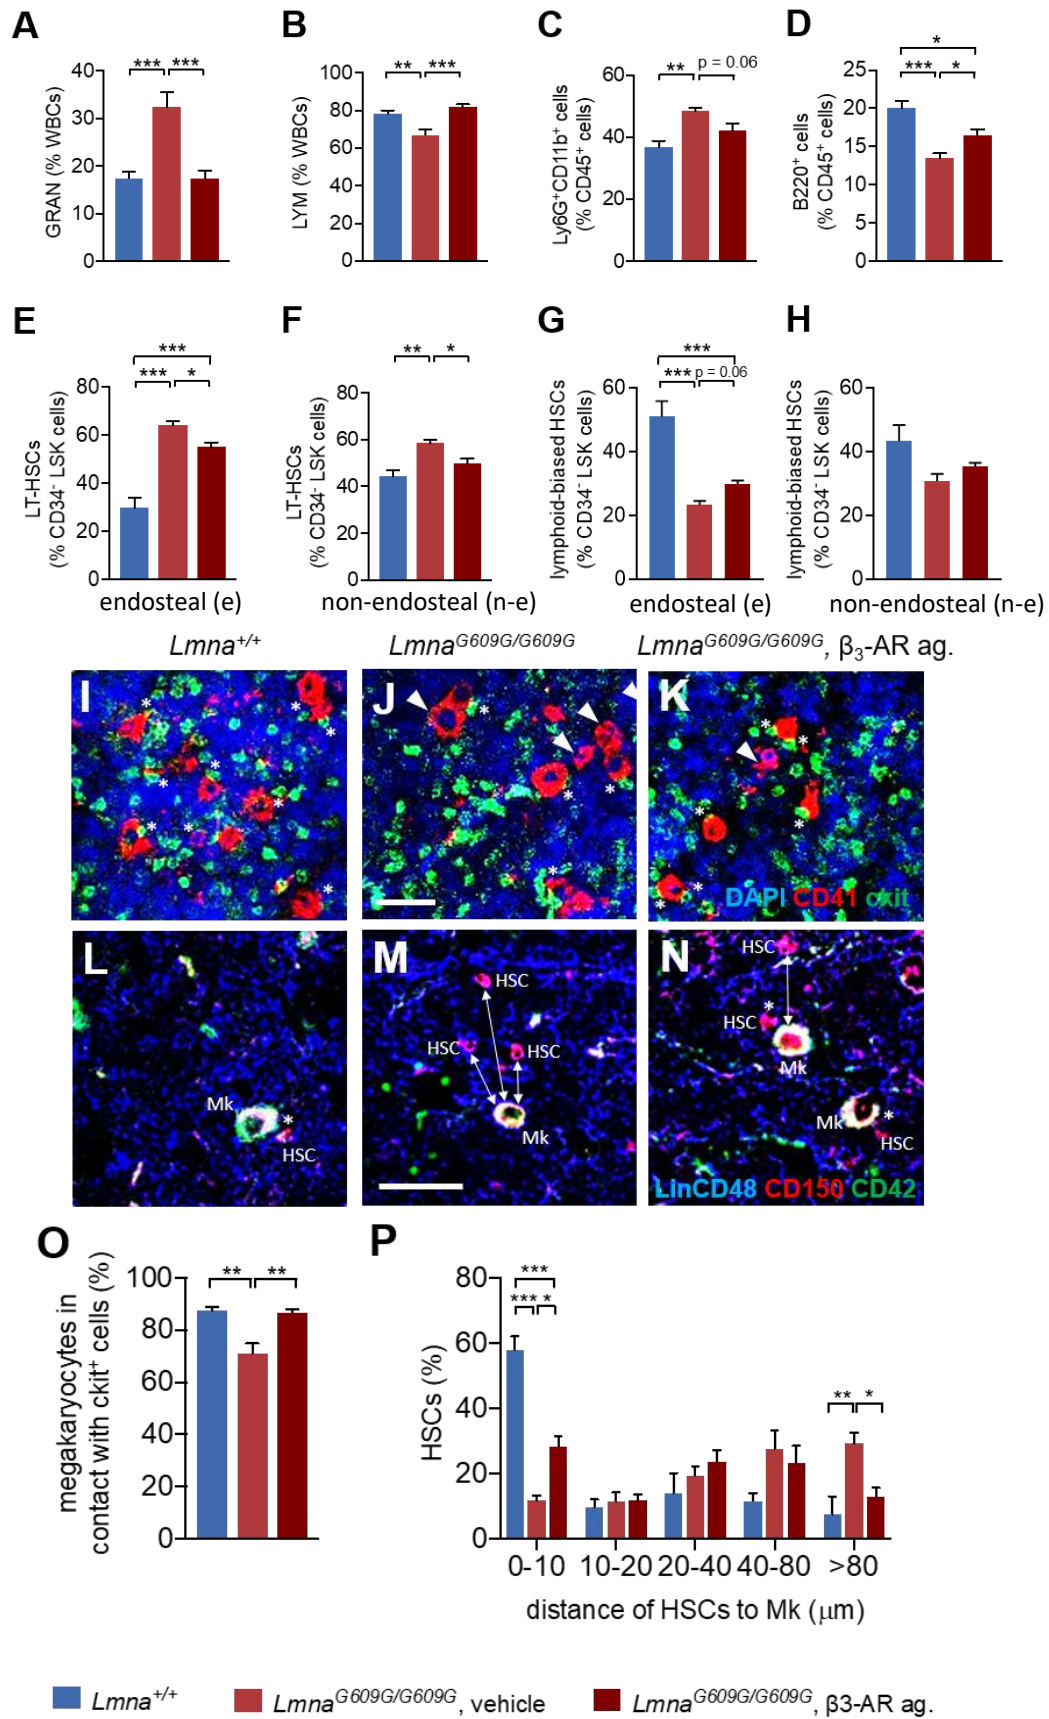 A
B
C
D
GRAN (% WBCs)
40
30
20
10
0
*** ***
LYM (% WBCs)
100
80
60
40
20
0
** ***
Ly6G+CD11b+ cells
(% CD45+ cells)
60
40
20
0
** p = 0.06
B220+ cells
(% CD45+ cells)
25
20
15
10
5
0
*
*** *
E
F
G
H
LT-HSCs
(% CD34- LSK cells)
80
60
40
20
0
***
*** *
endosteal (e)
LT-HSCs
(% CD34- LSK cells)
80
60
40
20
0
** *
non-endosteal (n-e)
lymphoid-biased HSCs
(% CD34- LSK cells)
60
40
20
0
***
*** p = 0.06
endosteal (e)
lymphoid-biased HSCs
(% CD34- LSK cells)
60
40
20
0
non-endosteal (n-e)
Lmna+/+
LmnaG609G/G609G
LmnaG609G/G609G, β3-AR ag.
I
* * * * * * * * *
J
* * * *
K
* * * * * *
DAPI CD41 ckit
L
Mk
*
HSC
M
HSC
HSC
HSC
Mk
N
HSC
*
HSC
Mk
Mk
*
HSC
LinCD48 CD150 CD42
O
megakaryocytes in
contact with ckit+ cells (%)
100
80
60
40
20
0
** **
P
HSCs (%)
80
60
40
20
0
***
*** *
** *
0-10 10-20 20-40 40-80 >80
distance of HSCs to Mk (μm)
Lmna+/+
LmnaG609G/G609G, vehicle
LmnaG609G/G609G, β3-AR ag.